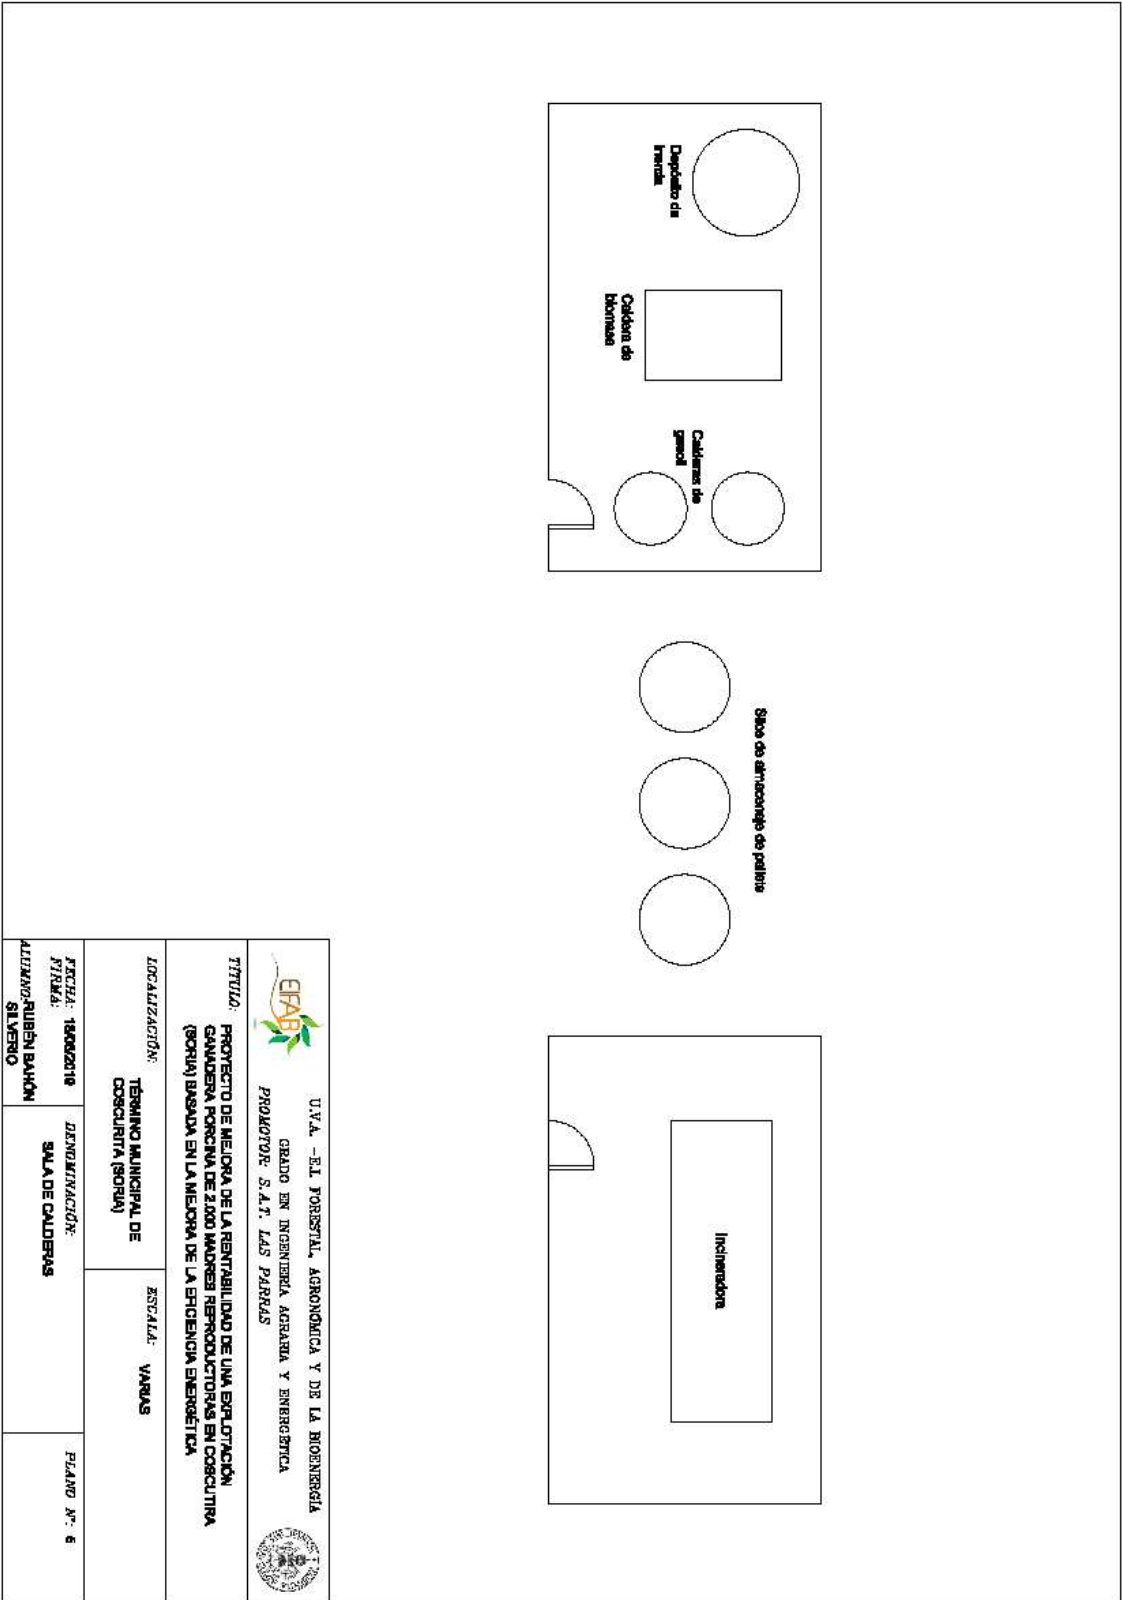 Depósito de
inercia
Caldera de
biomasa
Calderas de
gasoil
Silos de almacenaje de pellets
Incineradora
EIFAB
U.V.A. -E.I. FORESTAL, AGRONÓMICA Y DE LA BIOENERGÍA
GRADO EN INGENIERÍA AGRARIA Y ENERGÉTICA
PROMOTOR: S.A.T. LAS PARRAS
TÍTULO: PROYECTO DE MEJORA DE LA RENTABILIDAD DE UNA EXPLOTACIÓN
GANADERA PORCINA DE 2.000 MADRES REPRODUCTORAS EN COSCUTIRA
(SORIA) BASADA EN LA MEJORA DE LA EFICIENCIA ENERGÉTICA
LOCALIZACIÓN:
TÉRMINO MUNICIPAL DE
COSCURITA (SORIA)
ESCALA: VARIAS
FECHA:
FIRMA:
ALUMNO: RUBÉN BAHÓN
SILVERIO
DENOMINACIÓN:
SALA DE CALDERAS
PLANO Nº: 6